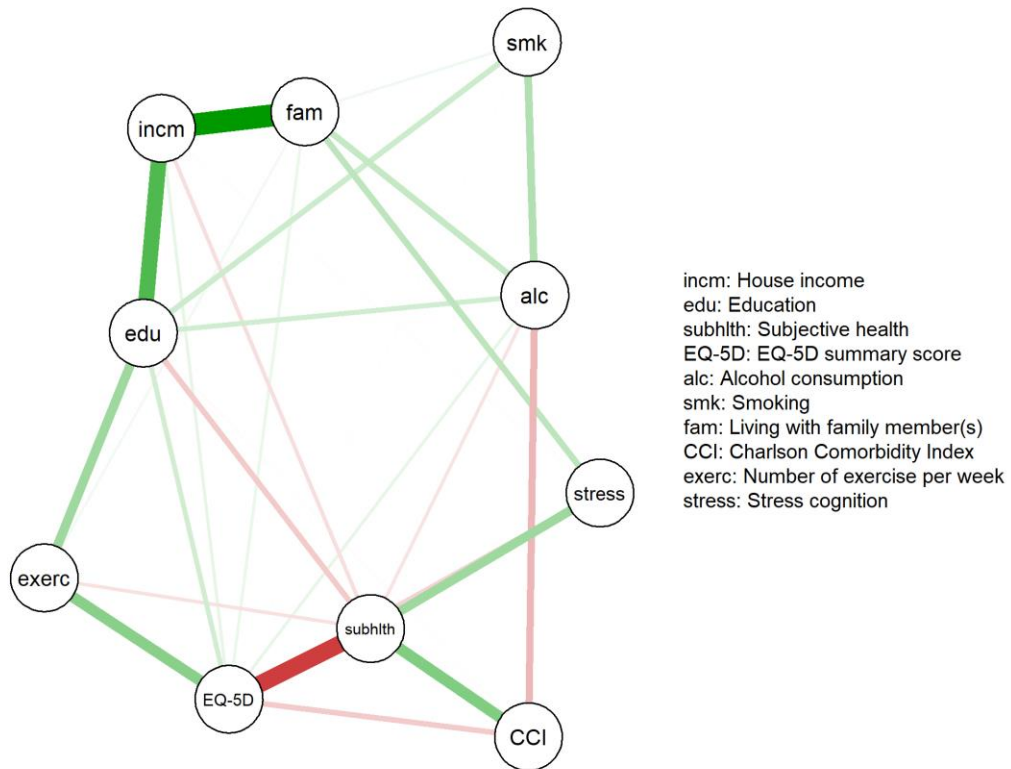 smk
fam
incm
alc
edu
stress
exerc
subhlth
EQ-5D
CCI
incm: House income
edu: Education
subhlth: Subjective health
EQ-5D: EQ-5D summary score
alc: Alcohol consumption
smk: Smoking
fam: Living with family member(s)
CCI: Charlson Comorbidity Index
exerc: Number of exercise per week
stress: Stress cognition